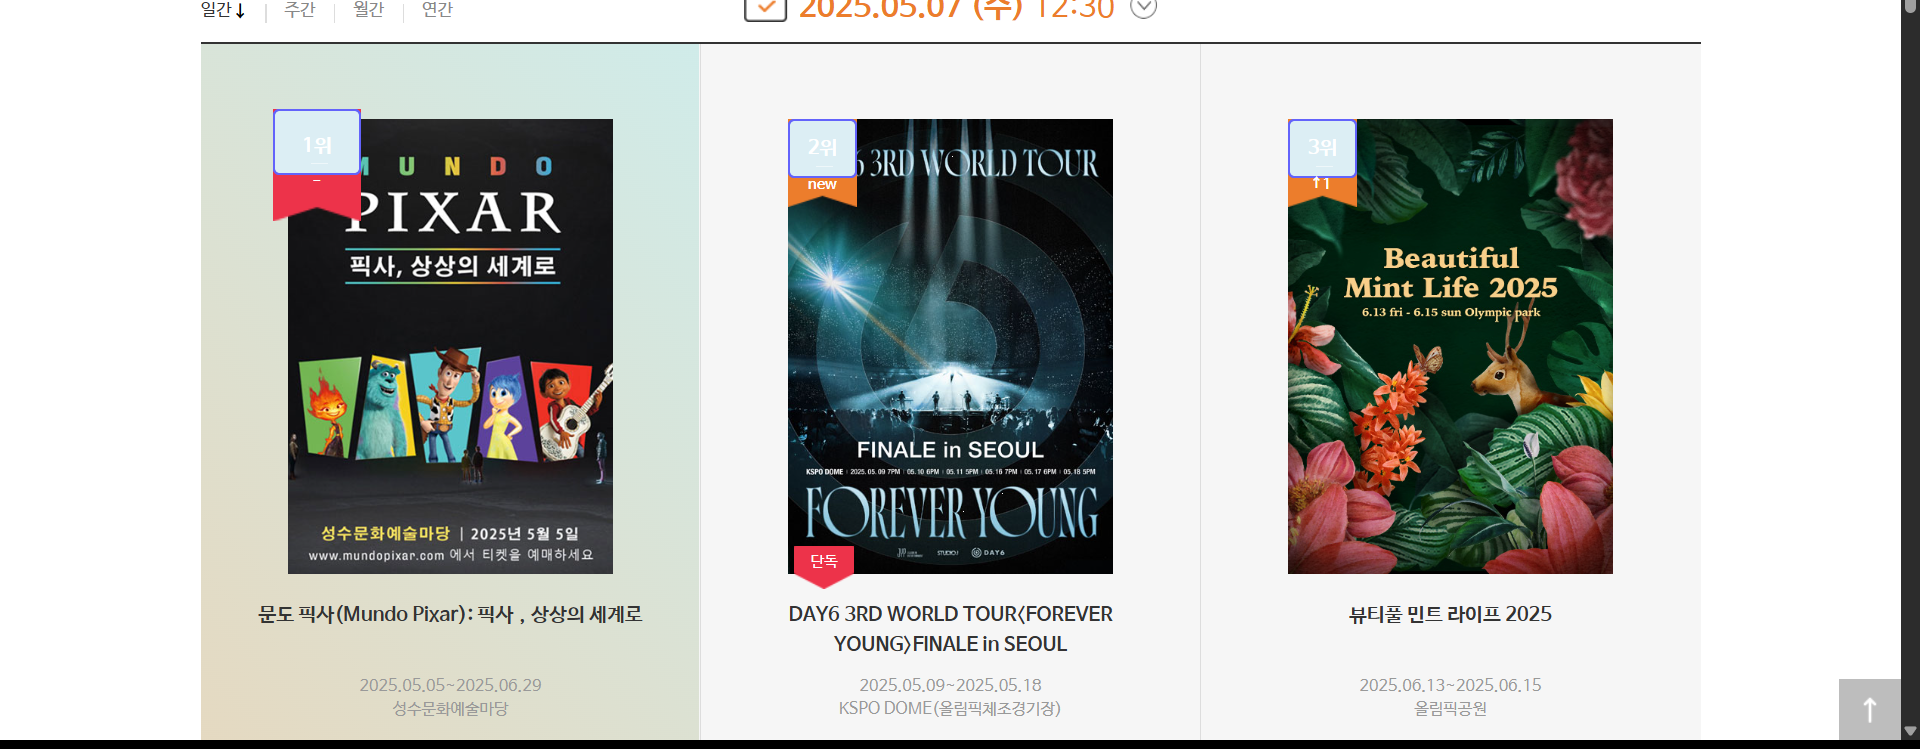 일간↓ 주간 월간 연간
2025.05.07 (수) 12:30
1위
-
MUNDO
PIXAR
픽사, 상상의 세계로
성수문화예술마당 | 2025년 5월 5일
www.mundopixar.com 에서 티켓을 예매하세요
문도 픽사(Mundo Pixar): 픽사 , 상상의 세계로
2025.05.05~2025.06.29
성수문화예술마당
2위
new
6 3RD WORLD TOUR
FINALE in SEOUL
KSPO DOME | 2025. 05. 09 7PM | 05. 10 6PM | 05. 11 5PM | 05. 16 7PM | 05. 17 6PM | 05. 18 5PM
FOREVER YOUNG
STUDIO J DAY6
단독
DAY6 3RD WORLD TOUR〈FOREVER
YOUNG〉FINALE in SEOUL
2025.05.09~2025.05.18
KSPO DOME(올림픽체조경기장)
3위
↑1
Beautiful
Mint Life 2025
6.13 fri - 6.15 sun Olympic park
뷰티풀 민트 라이프 2025
2025.06.13~2025.06.15
올림픽공원
↑